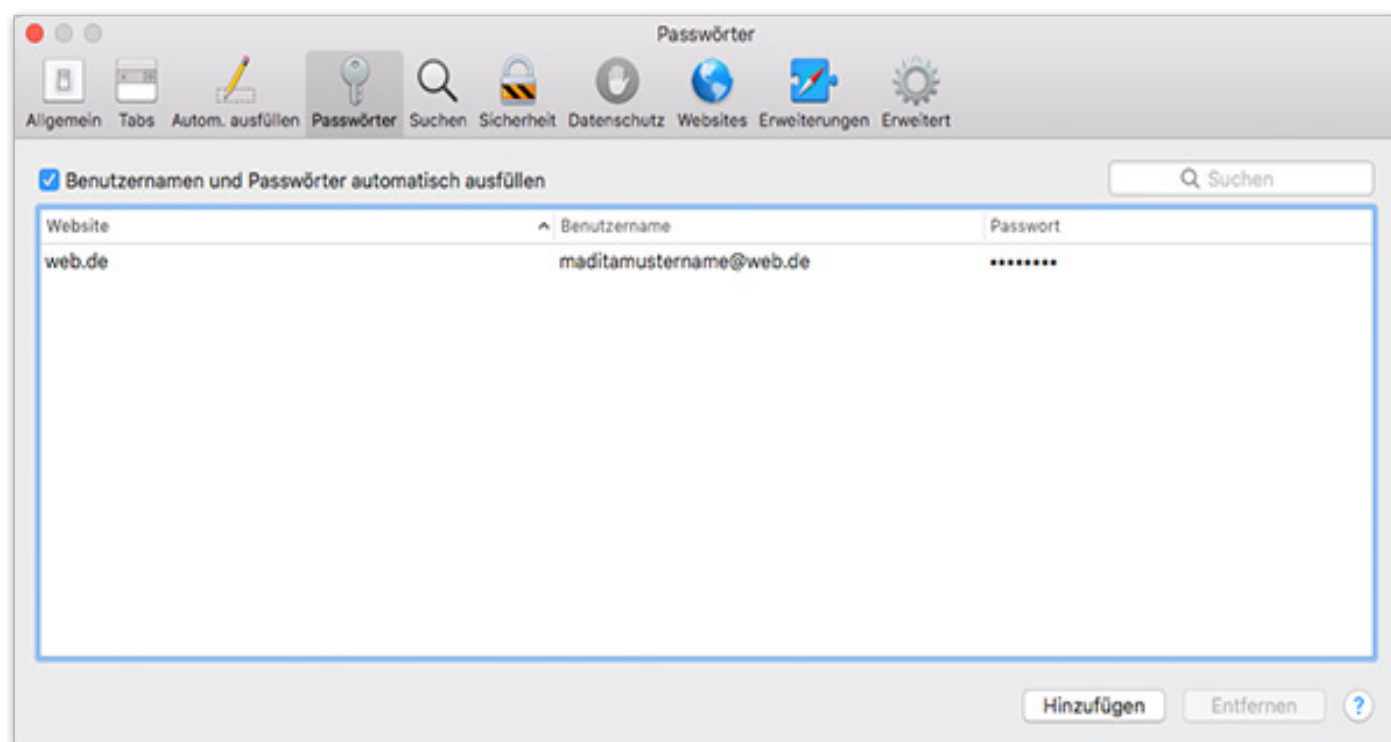 Passwörter
Allgemein Tabs Autom. ausfüllen Passwörter Suchen Sicherheit Datenschutz Websites Erweiterungen Erweitert
Benutzernamen und Passwörter automatisch ausfüllen Suchen
Website Benutzername Passwort
web.de maditamustername@web.de ••••••••
Hinzufügen Entfernen ?